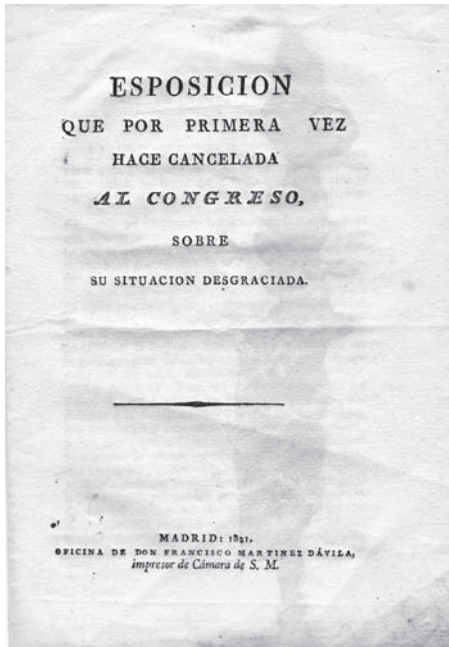 ESPOSICION
QUE POR PRIMERA VEZ
HACE CANCELADA
AL CONGRESO,
SOBRE
SU SITUACION DESGRACIADA.
MADRID: 1821.
OFICINA DE DON FRANCISCO MARTINEZ DÁVILA,
impresor de Cámara de S. M.